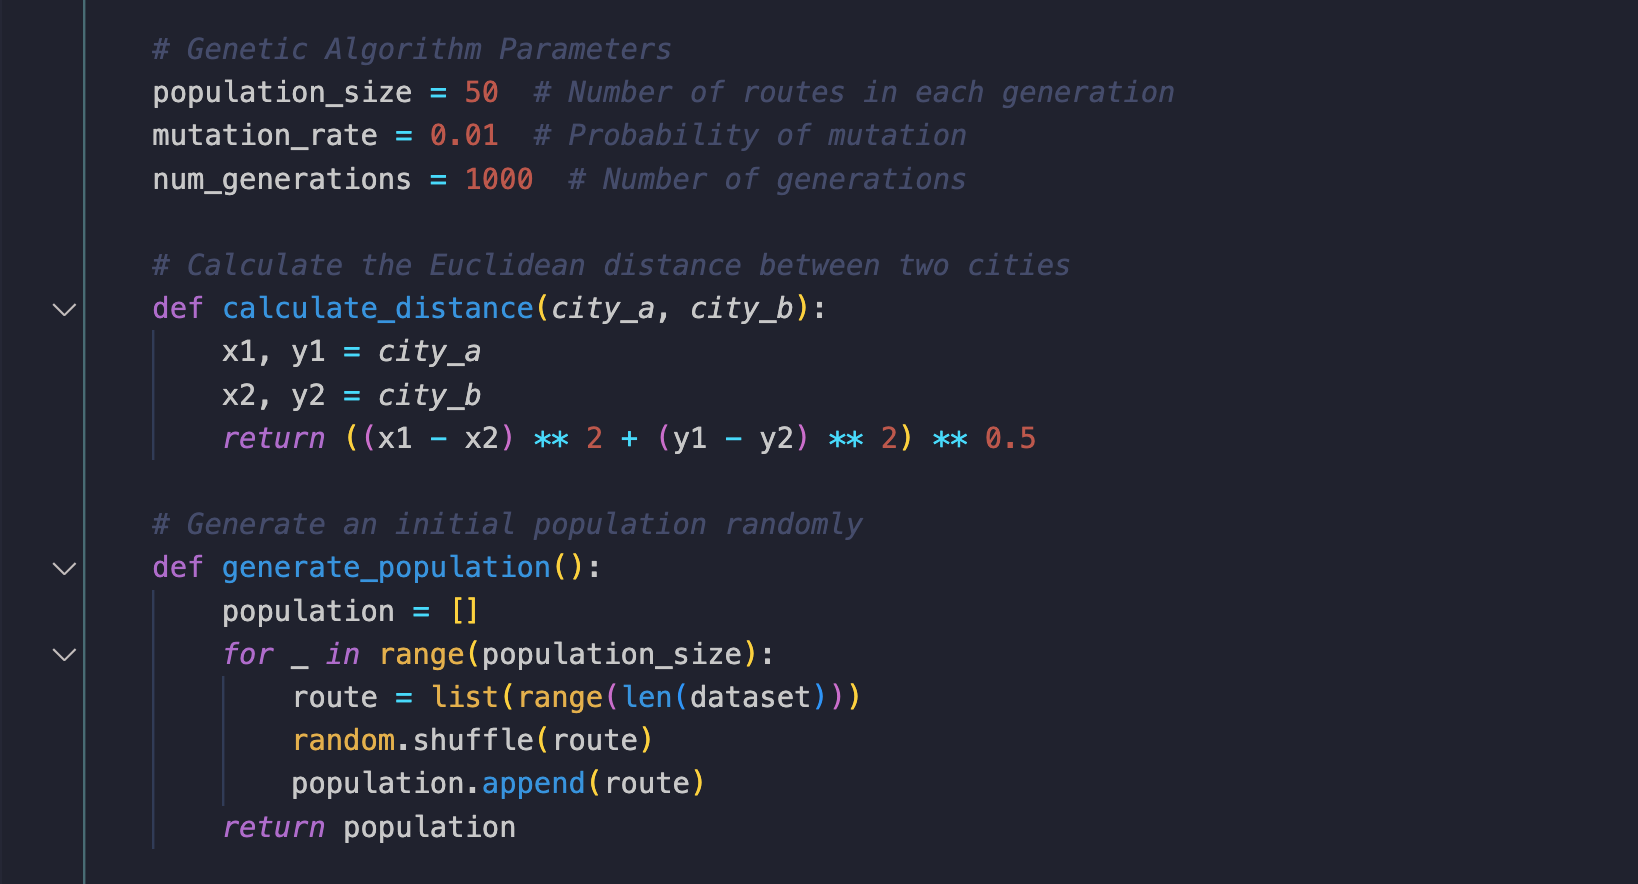 # Genetic Algorithm Parameters
population_size = 50  # Number of routes in each generation
mutation_rate = 0.01  # Probability of mutation
num_generations = 1000  # Number of generations

# Calculate the Euclidean distance between two cities
def calculate_distance(city_a, city_b):
    x1, y1 = city_a
    x2, y2 = city_b
    return ((x1 - x2) ** 2 + (y1 - y2) ** 2) ** 0.5

# Generate an initial population randomly
def generate_population():
    population = []
    for _ in range(population_size):
        route = list(range(len(dataset)))
        random.shuffle(route)
        population.append(route)
    return population